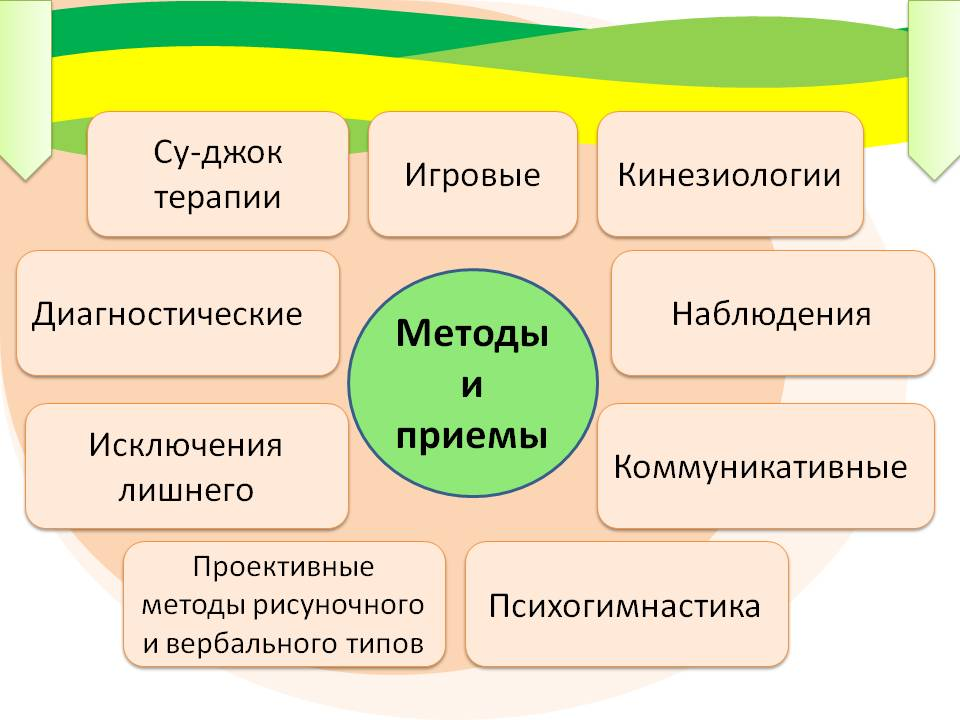 Су-джок
терапии
Игровые
Кинезиологии
Диагностические
Методы
и
приемы
Наблюдения
Исключения
лишнего
Коммуникативные
Проективные
методы рисуночного
и вербального типов
Психогимнастика